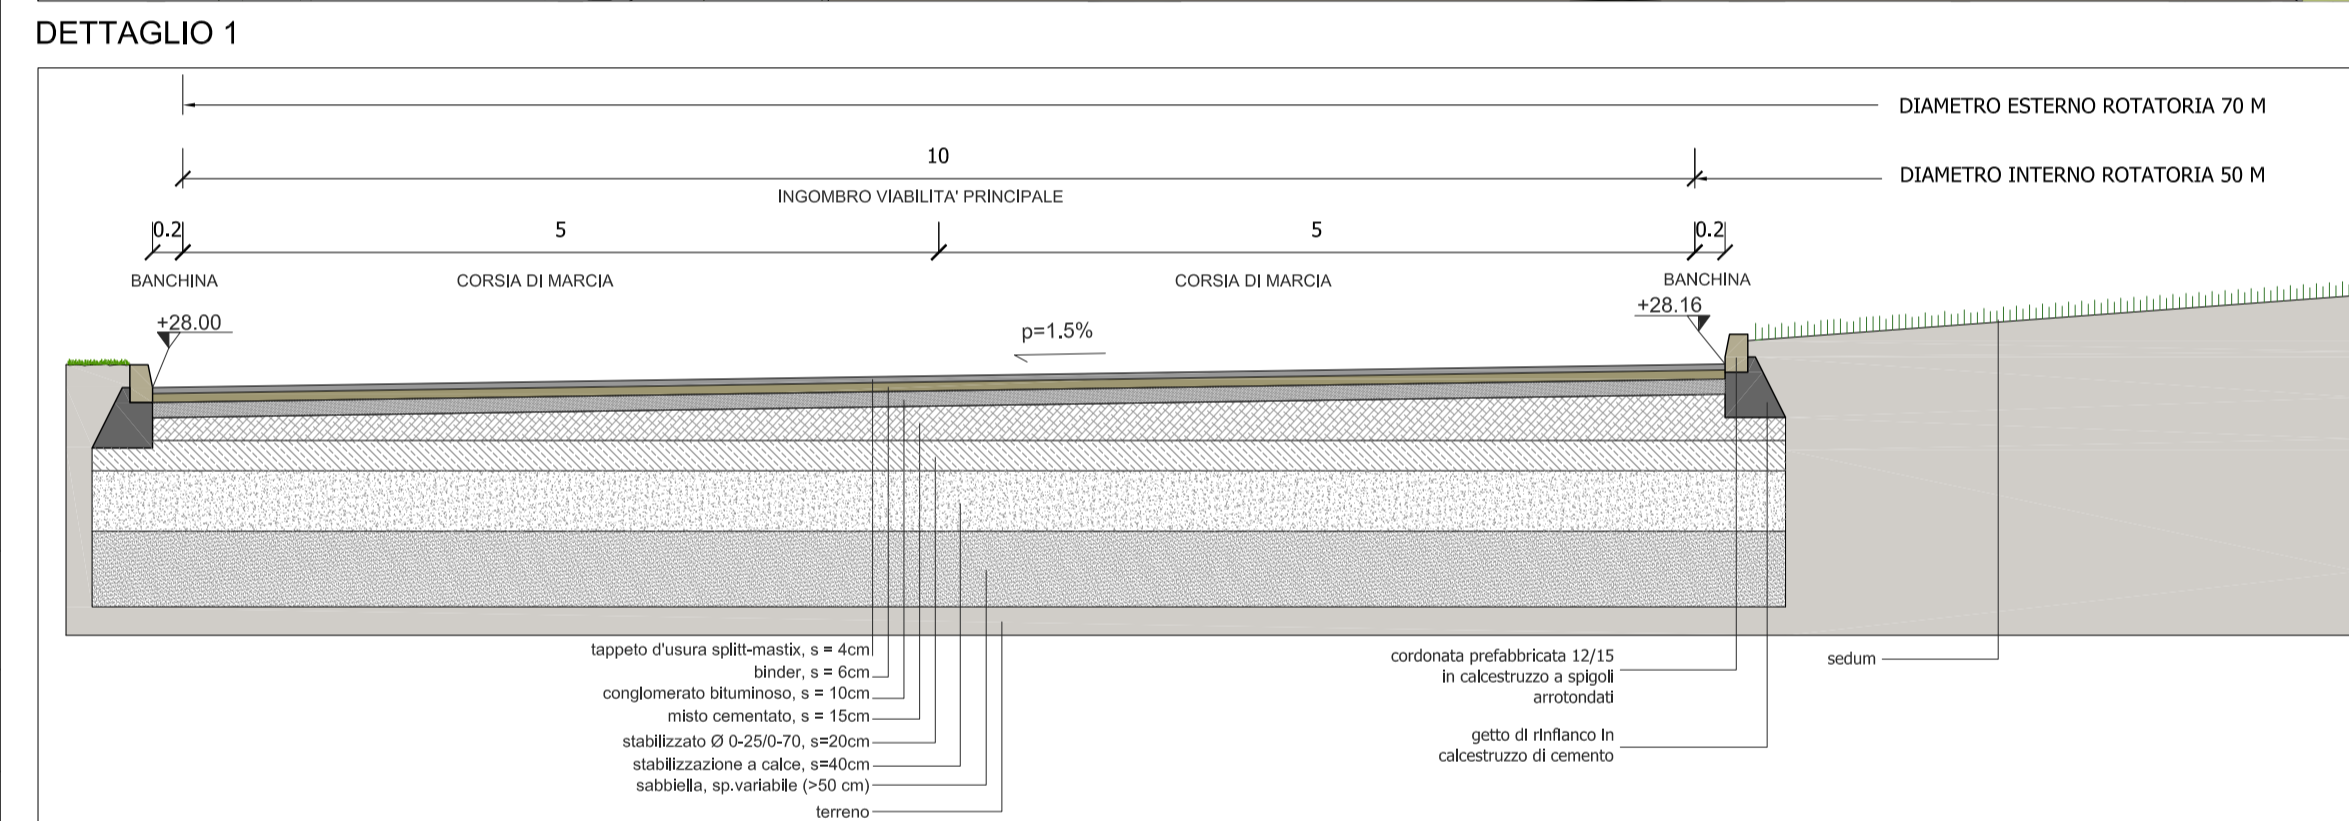 DETTAGLIO 1
DIAMETRO ESTERNO ROTATORIA 70 M
10
DIAMETRO INTERNO ROTATORIA 50 M
INGOMBRO VIABILITA' PRINCIPALE
0.2 5 5 0.2
BANCHINA CORSIA DI MARCIA CORSIA DI MARCIA BANCHINA
+28.00 p=1.5% +28.16
tappeto d'usura splitt-mastix, s = 4cm
binder, s = 6cm
conglomerato bituminoso, s = 10cm
misto cementato, s = 15cm
stabilizzato Ø 0-25/0-70, s=20cm
stabilizzazione a calce, s=40cm
sabbiella, sp.variabile (>50 cm)
terreno
cordonata prefabbricata 12/15
in calcestruzzo a spigoli
arrotondati
getto di rinfianco in
calcestruzzo di cemento
sedum